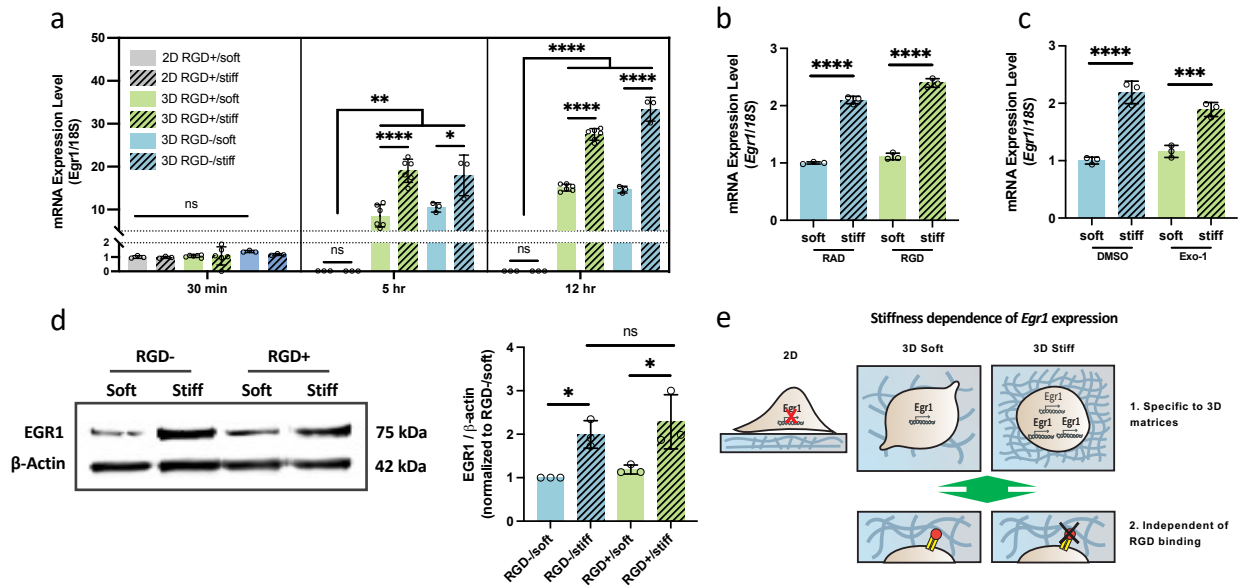 a
mRNA Expression Level
(Egr1/18S)
50
40
30
20
10
2
1
0
2D RGD+/soft
2D RGD+/stiff
3D RGD+/soft
3D RGD+/stiff
3D RGD-/soft
3D RGD-/stiff
ns
ns
**
****
*
ns
****
****
****
30 min
5 hr
12 hr
b
mRNA Expression Level
(Egr1/18S)
3
2
1
0
****
****
soft stiff soft stiff
RAD RGD
c
mRNA Expression Level
(Egr1/18S)
3
2
1
0
****
***
soft stiff soft stiff
DMSO Exo-1
d
RGD- RGD+
Soft Stiff Soft Stiff
EGR1 75 kDa
β-Actin 42 kDa
EGR1 / β-actin
(normalized to RGD-/soft)
4
3
2
1
0
ns
*
*
RGD-/soft
RGD-/stiff
RGD+/soft
RGD+/stiff
e
Stiffness dependence of Egr1 expression
2D
3D Soft
3D Stiff
Egr1
Egr1
Egr1
Egr1
Egr1
1. Specific to 3D
matrices
2. Independent of
RGD binding